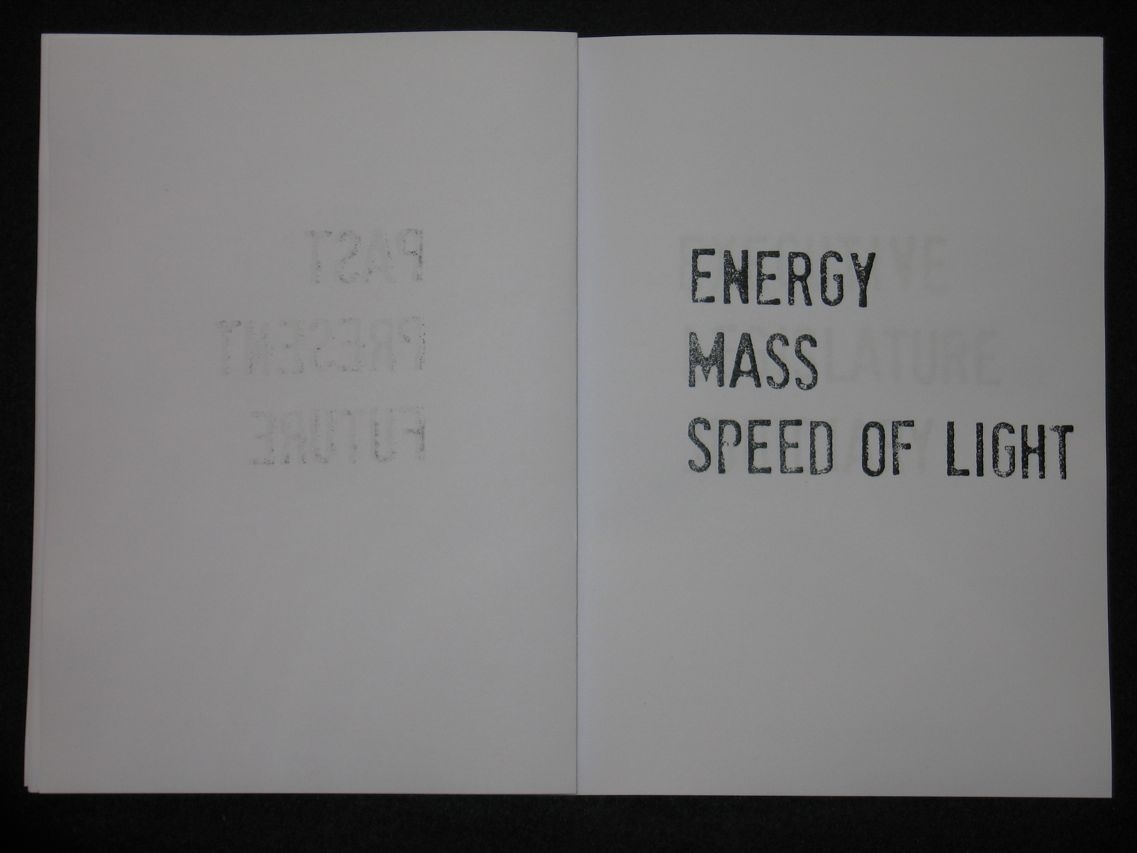 PAST
PRESENT
FUTURE
ENERGY
MASS
SPEED OF LIGHT